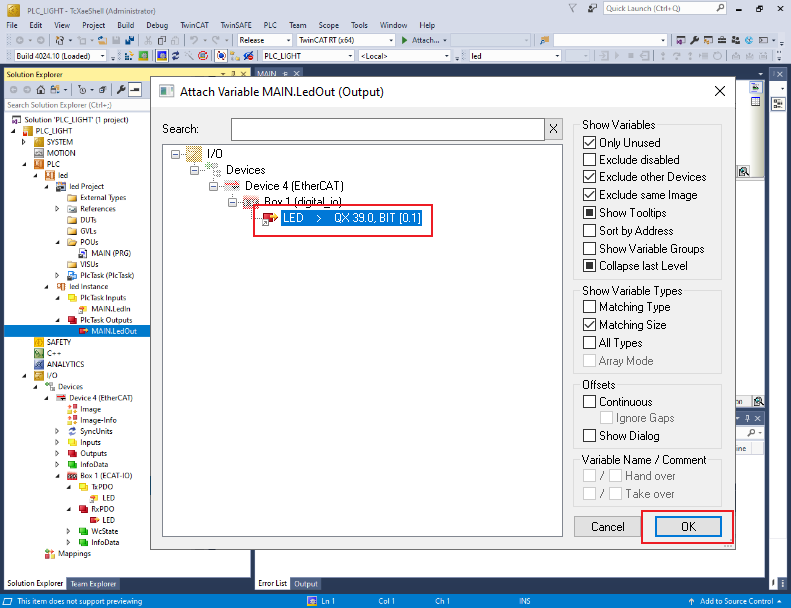 PLC_LIGHT - TcXaeShell
Quick Launch (Ctrl+Q)
File Edit View TcXaeShell Project Build Debug TwinCAT TwinSAFE PLC Team Scope Tools Window Help
Release TwinCAT RT (x64) Attach...
Build 4024.10 (Loaded) PLC_LIGHT <Local> led
Solution Explorer
MAIN
Search Solution Explorer (Ctrl+;)
Solution 'PLC_LIGHT' (1 project)
PLC_LIGHT
SYSTEM
MOTION
PLC
led
led Project
External Types
References
DUTs
GVLs
POUs
MAIN (PRG)
VISUs
PlcTask (PlcTask)
led Instance
PlcTask Inputs
MAIN.LedIn
PlcTask Outputs
MAIN.LedOut
SAFETY
C++
ANALYTICS
I/O
Devices
Device 4 (EtherCAT)
Image
Image-Info
SyncUnits
Inputs
Outputs
InfoData
Box 1 (ECAT-IO)
TxPDO
LED
RxPDO
LED
WcState
InfoData
Mappings
Solution Explorer Team Explorer
Attach Variable MAIN.LedOut (Output)
Search:
X
I/O
Devices
Device 4 (EtherCAT)
Box 1 (digital_io)
LED > QX 39.0, BIT [0.1]
Show Variables
Only Unused
Exclude disabled
Exclude other Devices
Exclude same Image
Show Tooltips
Sort by Address
Show Variable Groups
Collapse last Level
Show Variable Types
Matching Type
Matching Size
All Types
Array Mode
Offsets
Continuous
Ignore Gaps
Show Dialog
Variable Name / Comment
/ Hand over
/ Take over
Cancel OK
Error List Output
This item does not support previewing Ln 1 Col 1 Ch 1 INS Add to Source Control